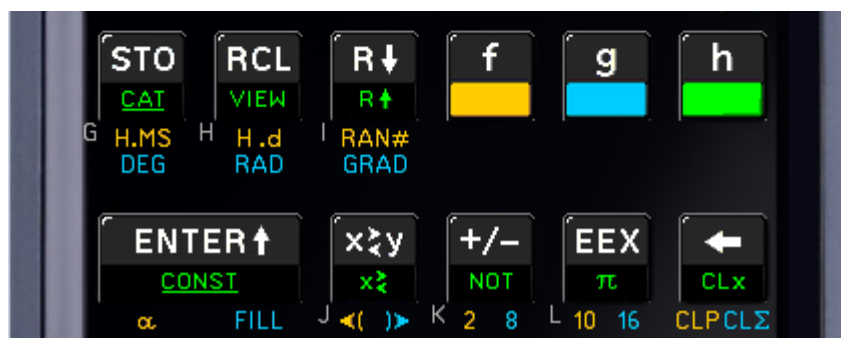 STO RCL R↓ f g h
CAT VIEW R↑
G H.MS H H.d I RAN#
DEG RAD GRAD
ENTER↑ x≷y +/− EEX ←
CONST x≷ NOT π CLx
α FILL J ◀( )▶ K 2 8 L 10 16 CLP CLΣ